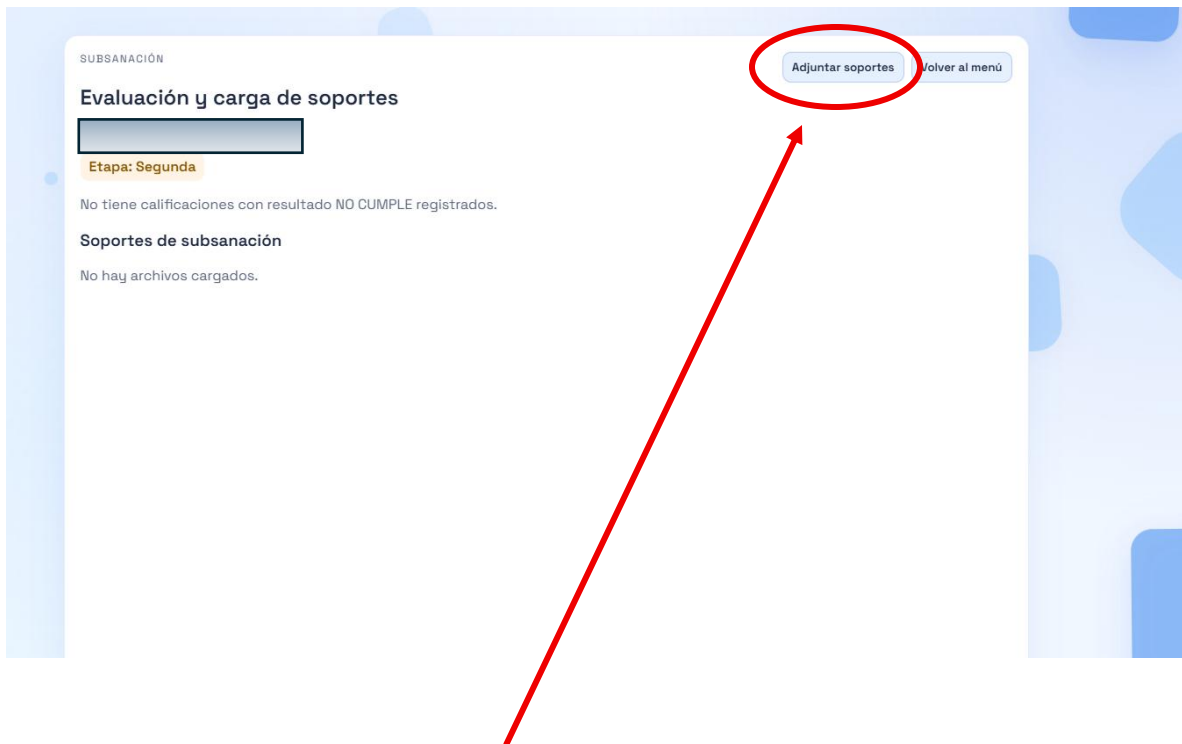 SUBSANACIÓN
Adjuntar soportes
Volver al menú
Evaluación y carga de soportes
Etapa: Segunda
No tiene calificaciones con resultado NO CUMPLE registrados.
Soportes de subsanación
No hay archivos cargados.